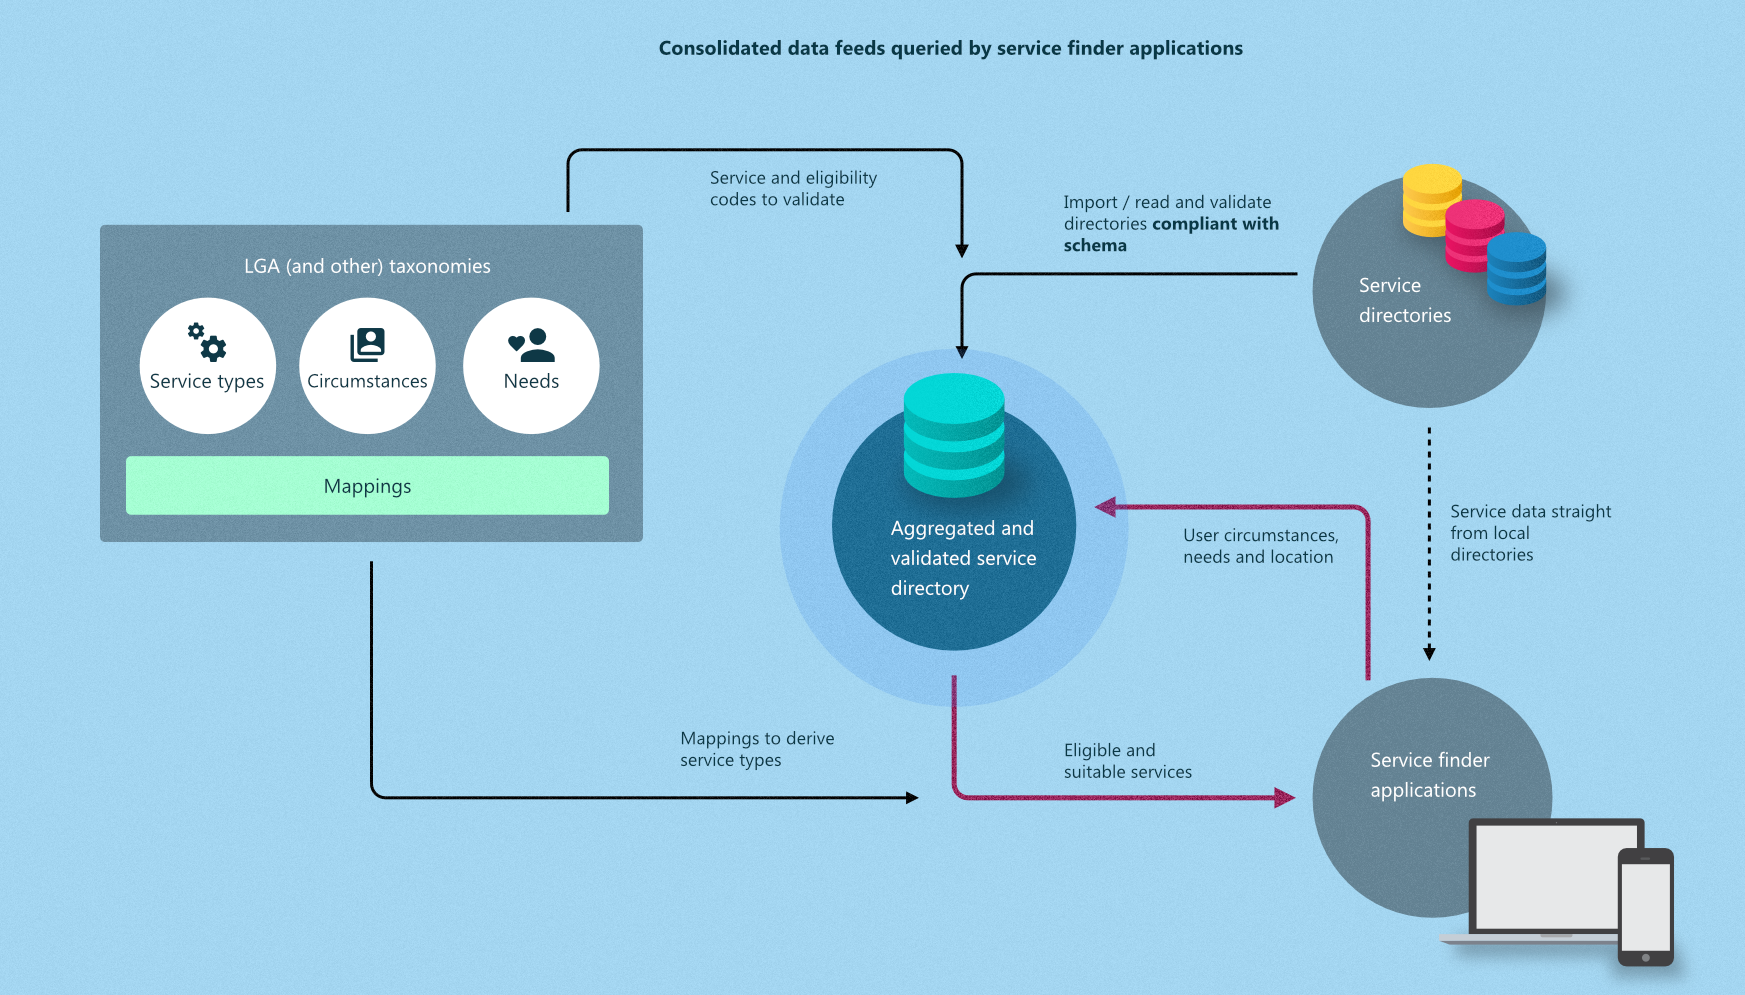 Consolidated data feeds queried by service finder applications
Service and eligibility
codes to validate
Import / read and validate
directories compliant with
schema
LGA (and other) taxonomies
Service types
Circumstances
Needs
Mappings
Service
directories
Aggregated and
validated service
directory
User circumstances,
needs and location
Service data straight
from local
directories
Mappings to derive
service types
Eligible and
suitable services
Service finder
applications